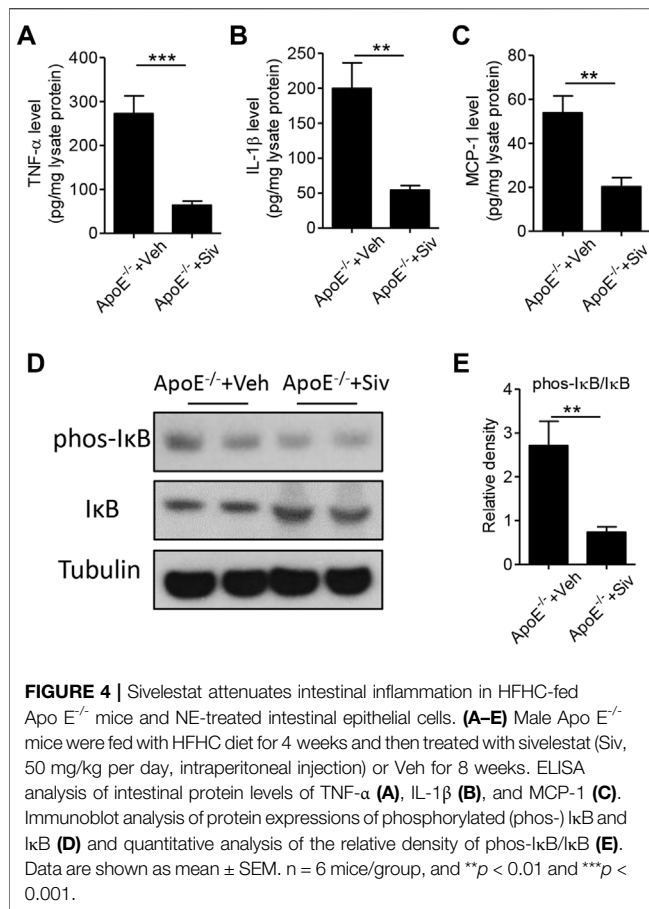 A
***
TNF-α level
(pg/mg lysate protein)
400
300
200
100
0
ApoE-/-+Veh
ApoE-/-+Siv
B
**
IL-1β level
(pg/mg lysate protein)
250
200
150
100
50
0
ApoE-/-+Veh
ApoE-/-+Siv
C
**
MCP-1 level
(pg/mg lysate protein)
80
60
40
20
0
ApoE-/-+Veh
ApoE-/-+Siv
D
ApoE-/-+Veh ApoE-/-+Siv
phos-IκB
IκB
Tubulin
E
phos-IκB/IκB
**
Relative density
4
3
2
1
0
ApoE-/-+Veh
ApoE-/-+Siv
FIGURE 4 | Sivelestat attenuates intestinal inflammation in HFHC-fed
Apo E-/- mice and NE-treated intestinal epithelial cells. (A–E) Male Apo E-/-
mice were fed with HFHC diet for 4 weeks and then treated with sivelestat (Siv,
50 mg/kg per day, intraperitoneal injection) or Veh for 8 weeks. ELISA
analysis of intestinal protein levels of TNF-α (A), IL-1β (B), and MCP-1 (C).
Immunoblot analysis of protein expressions of phosphorylated (phos-) IκB and
IκB (D) and quantitative analysis of the relative density of phos-IκB/IκB (E).
Data are shown as mean ± SEM. n = 6 mice/group, and **p < 0.01 and ***p <
0.001.